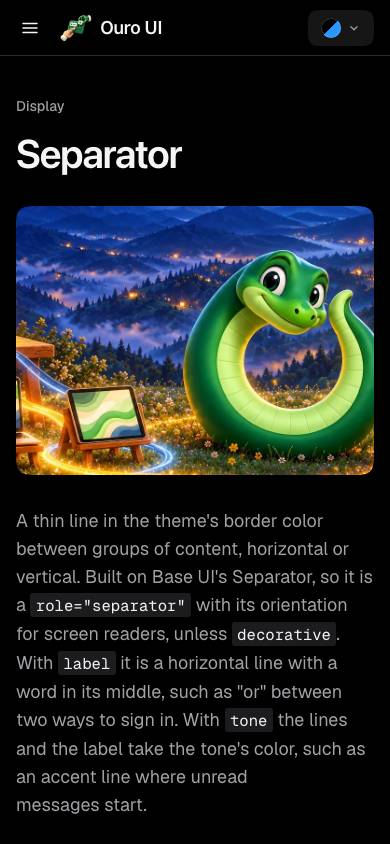 Ouro UI
Display
Separator
A thin line in the theme's border color
between groups of content, horizontal or
vertical. Built on Base UI's Separator, so it is
a role="separator" with its orientation
for screen readers, unless decorative.
With label it is a horizontal line with a
word in its middle, such as "or" between
two ways to sign in. With tone the lines
and the label take the tone's color, such as
an accent line where unread
messages start.